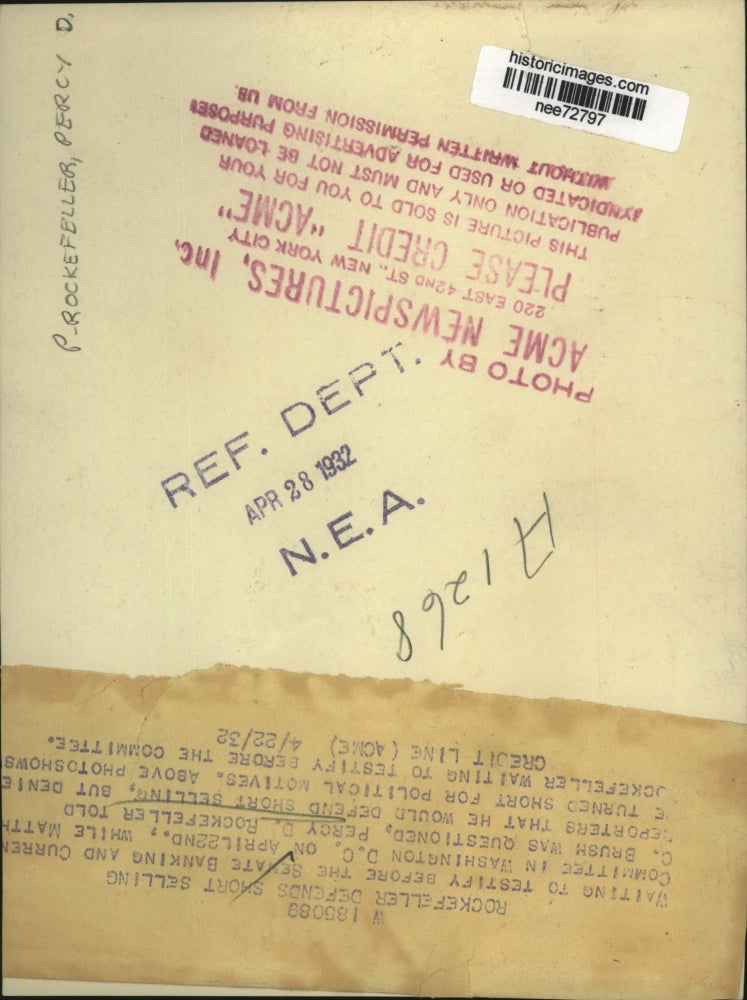 P-ROCKEFELLER, PERCY D.
historicimages.com
nee72797
PHOTO BY
ACME NEWSPICTURES, Inc.
220 EAST 42ND ST., NEW YORK CITY
PLEASE CREDIT "ACME"
THIS PICTURE IS SOLD TO YOU FOR YOUR
PUBLICATION ONLY AND MUST NOT BE LOANED
SYNDICATED OR USED FOR ADVERTISING PURPOSES
WITHOUT WRITTEN PERMISSION FROM US.
REF. DEPT.
APR 28 1932
N.E.A.
A1268
W 185089
ROCKEFELLER DEFENDS SHORT SELLING
WAITING TO TESTIFY BEFORE THE SENATE BANKING AND CURREN
COMMITTEE IN WASHINGTON D.C. ON APRIL22ND., WHILE MATTH
C. BRUSH WAS QUESTIONED, PERCY D. ROCKEFELLER TOLD
REPORTERS THAT HE WOULD DEFEND SHORT SELLING, BUT DENIE
E TURNED SHORT FOR POLITICAL MOTIVES. ABOVE PHOTOSHOWS
OCKEFELLER WAITING TO TESTIFY BEFORE THE COMMITTEE.
CREDIT LINE (ACME) 4/22/32